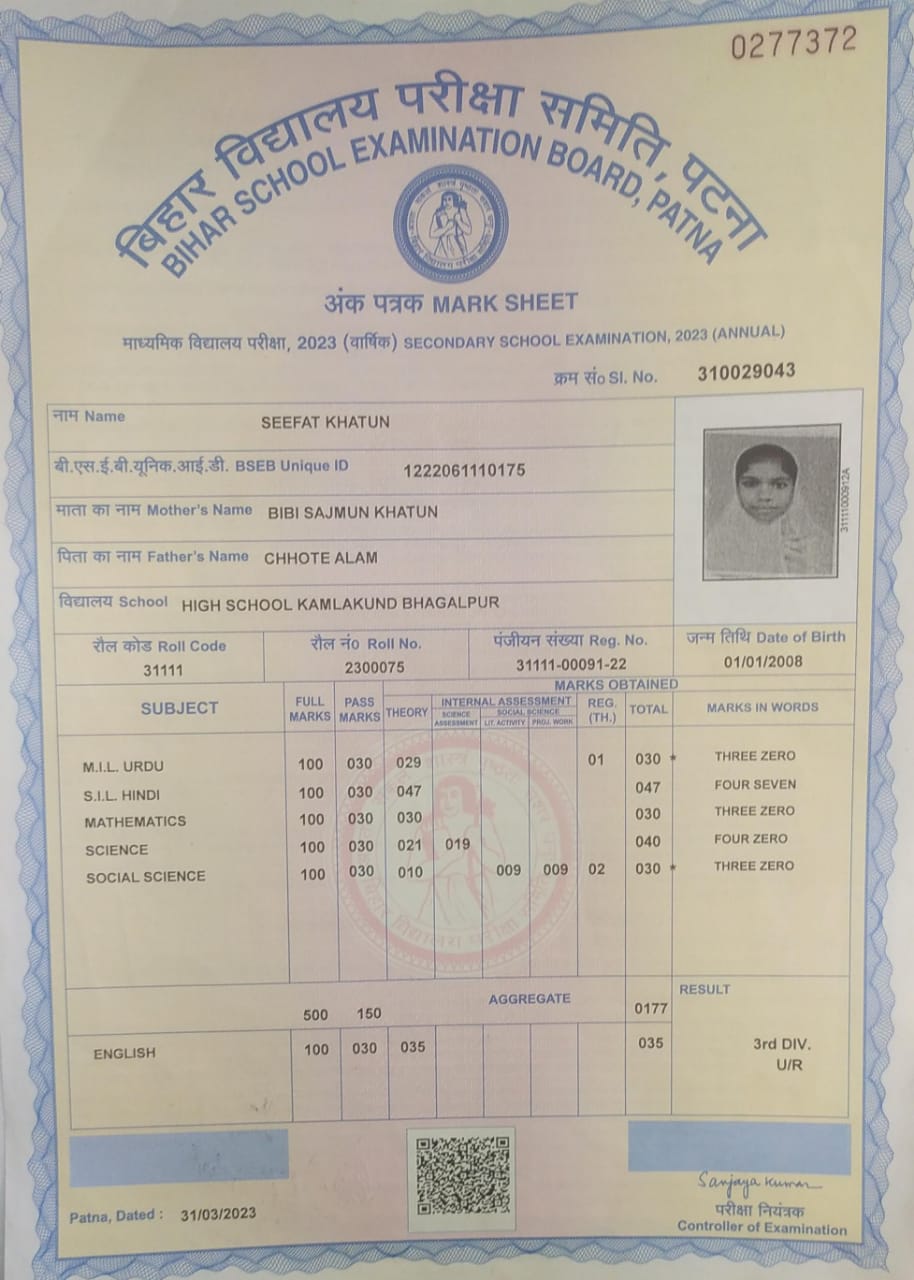 0277372
बिहार विद्यालय परीक्षा समिति, पटना
BIHAR SCHOOL EXAMINATION BOARD, PATNA
अंक पत्रक MARK SHEET
माध्यमिक विद्यालय परीक्षा, 2023 (वार्षिक) SECONDARY SCHOOL EXAMINATION, 2023 (ANNUAL)
क्रम सं० Sl. No. 310029043
नाम Name SEEFAT KHATUN
बी.एस.ई.बी.यूनिक.आई.डी. BSEB Unique ID 1222061110175
माता का नाम Mother's Name BIBI SAJMUN KHATUN
पिता का नाम Father's Name CHHOTE ALAM
विद्यालय School HIGH SCHOOL KAMLAKUND BHAGALPUR
31111000912A
रौल कोड Roll Code रौल नं० Roll No. पंजीयन संख्या Reg. No. जन्म तिथि Date of Birth
31111 2300075 31111-00091-22 01/01/2008
MARKS OBTAINED
SUBJECT FULL MARKS PASS MARKS THEORY INTERNAL ASSESSMENT REG. (TH.) TOTAL MARKS IN WORDS
SCIENCE ASSESSMENT SOCIAL SCIENCE LIT. ACTIVITY PROJ. WORK
M.I.L. URDU 100 030 029 01 030 * THREE ZERO
S.I.L. HINDI 100 030 047 047 FOUR SEVEN
MATHEMATICS 100 030 030 030 THREE ZERO
SCIENCE 100 030 021 019 040 FOUR ZERO
SOCIAL SCIENCE 100 030 010 009 009 02 030 * THREE ZERO
500 150 AGGREGATE 0177 RESULT
ENGLISH 100 030 035 035 3rd DIV.
U/R
Patna, Dated : 31/03/2023
Sanjaya Kumar
परीक्षा नियंत्रक
Controller of Examination